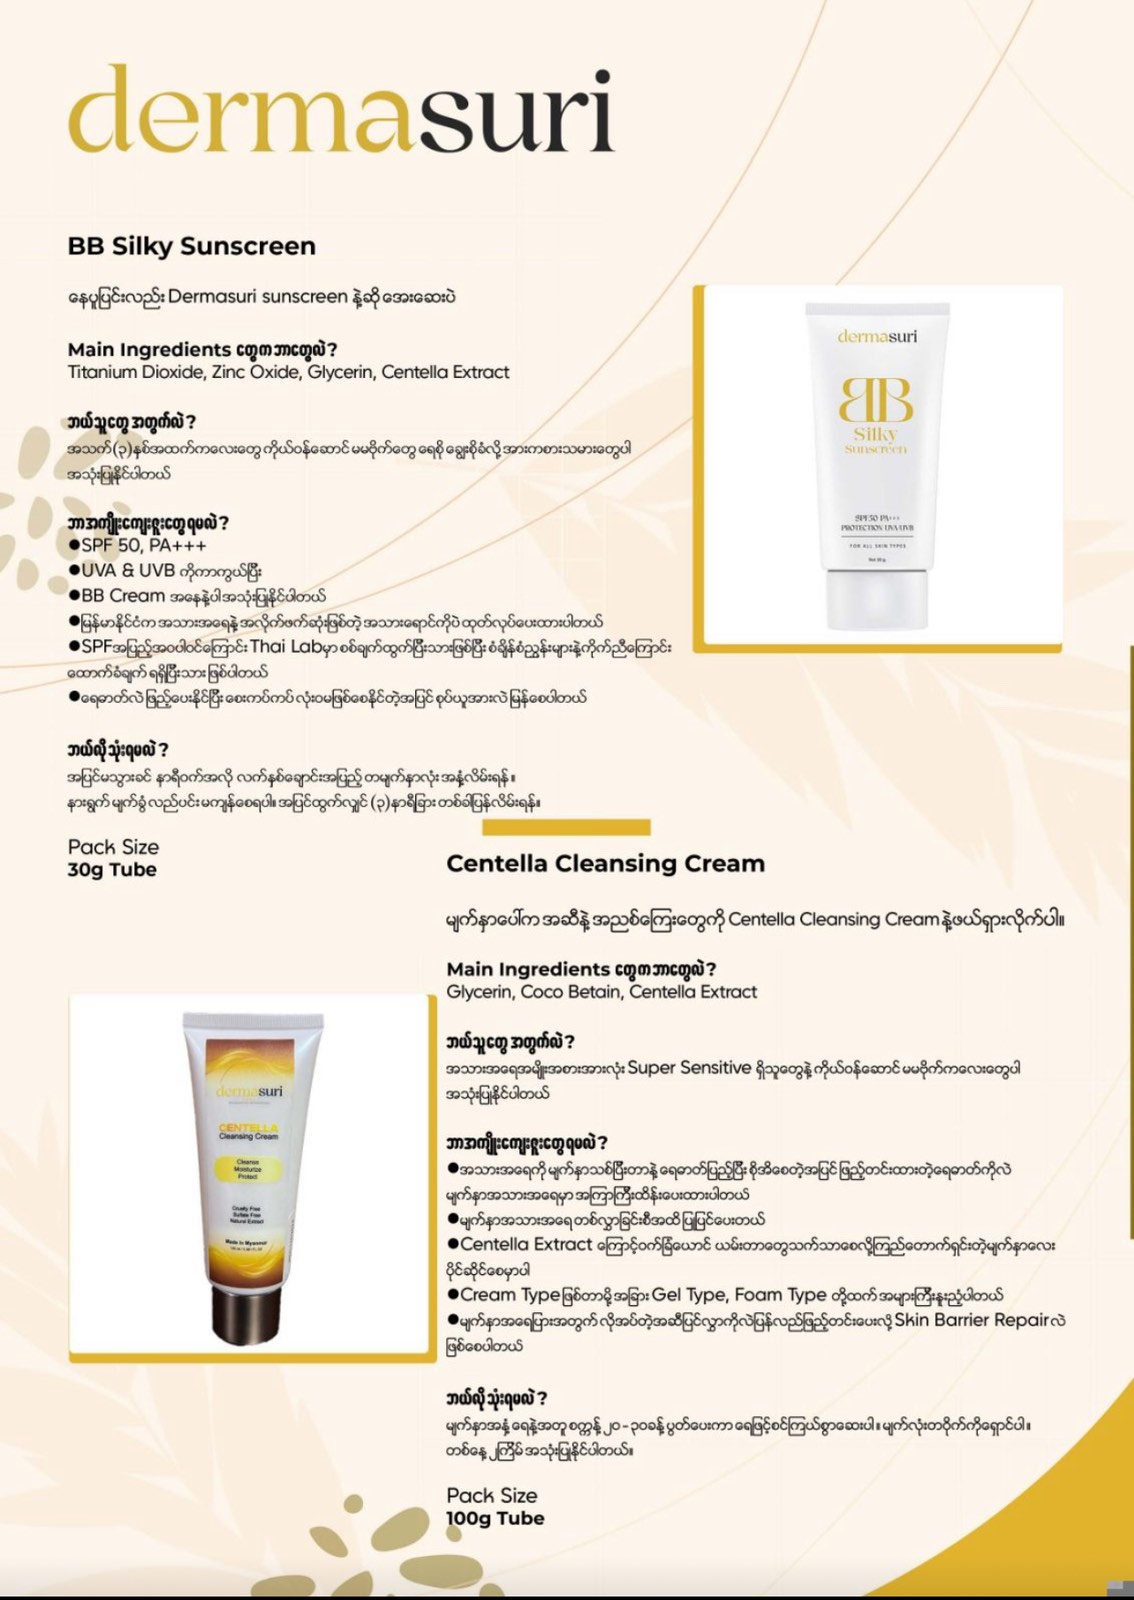 dermasuri
BB Silky Sunscreen
နေပူပြင်းလည်း Dermasuri sunscreen နဲ့ဆို အေးဆေးပဲ
Main Ingredients တွေက ဘာတွေလဲ ?
Titanium Dioxide, Zinc Oxide, Glycerin, Centella Extract
ဘယ်သူတွေ အတွက်လဲ ?
အသက်(၃)နှစ်အထက်ကလေးတွေ ကိုယ်ဝန်ဆောင် မမဗိုက်တွေ ရေစို ချွေးစိုခံလို့ အားကစားသမားတွေပါ
အသုံးပြုနိုင်ပါတယ်
ဘာအကျိုးကျေးဇူးတွေ ရမလဲ ?
●SPF 50, PA+++
●UVA & UVB ကိုကာကွယ်ပြီး
●BB Cream အနေနဲ့ပါ အသုံးပြုနိုင်ပါတယ်
●မြန်မာနိုင်ငံက အသားအရေနဲ့ အလိုက်ဖက်ဆုံးဖြစ်တဲ့ အသားရောင်ကိုပဲ ထုတ်လုပ်ပေးထားပါတယ်
●SPFအပြည့်အဝပါဝင်ကြောင်း Thai Labမှာ စစ်ချက်ထွက်ပြီးသားဖြစ်ပြီး စံချိန်စံညွှန်းများနဲ့ကိုက်ညီကြောင်း
ထောက်ခံချက် ရရှိပြီးသား ဖြစ်ပါတယ်
●ရေဓာတ်လဲ ဖြည့်ပေးနိုင်ပြီး စေးကပ်ကပ် လုံးဝမဖြစ်စေနိုင်တဲ့အပြင် စုပ်ယူအားလဲ မြန်စေပါတယ်
ဘယ်လို သုံးရမလဲ ?
အပြင်မသွားခင် နာရီဝက်အလို လက်နှစ်ချောင်းအပြည့် တမျက်နှာလုံး အနှံ့လိမ်းရန်။
နားရွက် မျက်ခွံ လည်ပင်း မကျန်စေရပါ။ အပြင်ထွက်လျှင် (၃)နာရီခြား တစ်ခါပြန်လိမ်းရန်။
Pack Size
30g Tube
dermasuri
BB
Silky
Sunscreen
SPF50 PA+++
PROTECTION UVA UVB
FOR ALL SKIN TYPES
Net 30 g
Centella Cleansing Cream
မျက်နှာပေါ်က အဆီနဲ့ အညစ်ကြေးတွေကို Centella Cleansing Cream နဲ့ဖယ်ရှားလိုက်ပါ။
Main Ingredients တွေက ဘာတွေလဲ ?
Glycerin, Coco Betain, Centella Extract
ဘယ်သူတွေ အတွက်လဲ ?
အသားအရေအမျိုးအစားအားလုံး Super Sensitive ရှိသူတွေနဲ့ ကိုယ်ဝန်ဆောင် မမဗိုက်ကလေးတွေပါ
အသုံးပြုနိုင်ပါတယ်
ဘာအကျိုးကျေးဇူးတွေ ရမလဲ ?
●အသားအရေကို မျက်နှာသစ်ပြီးတာနဲ့ ရေဓာတ်ပြည့်ပြီး စိုအိစေတဲ့အပြင် ဖြည့်တင်းထားတဲ့ရေဓာတ်ကိုလဲ
မျက်နှာအသားအရေမှာ အကြာကြီးထိန်းပေးထားပါတယ်
●မျက်နှာအသားအရေ တစ်လွှာခြင်းစီအထိ ပြုပြင်ပေးတယ်
●Centella Extract ကြောင့်ဝက်ခြံယောင် ယမ်းတာတွေသက်သာစေလို့ကြည်တောက်ရှင်းတဲ့မျက်နှာလေး
ပိုင်ဆိုင်စေမှာပါ
●Cream Typeဖြစ်တာမို့ အခြား Gel Type, Foam Type တို့ထက် အများကြီးနူးညံ့ပါတယ်
●မျက်နှာအရေပြားအတွက် လိုအပ်တဲ့အဆီပြင်လွှာကိုလဲပြန်လည်ဖြည့်တင်းပေးလို့ Skin Barrier Repairလဲ
ဖြစ်စေပါတယ်
ဘယ်လို သုံးရမလဲ ?
မျက်နှာအနှံ့ ရေနဲ့အတူ စက္ကန့် ၂၀ - ၃၀ခန့် ပွတ်ပေးကာ ရေဖြင့်စင်ကြယ်စွာဆေးပါ။ မျက်လုံးတဝိုက်ကိုရှောင်ပါ။
တစ်နေ့ ၂ကြိမ် အသုံးပြုနိုင်ပါတယ်။
Pack Size
100g Tube
dermasuri
CENTELLA
Cleansing Cream
Cleanse
Moisturize
Protect
Cruelty Free
Sulfate Free
Natural Extract
Made In Myanmar